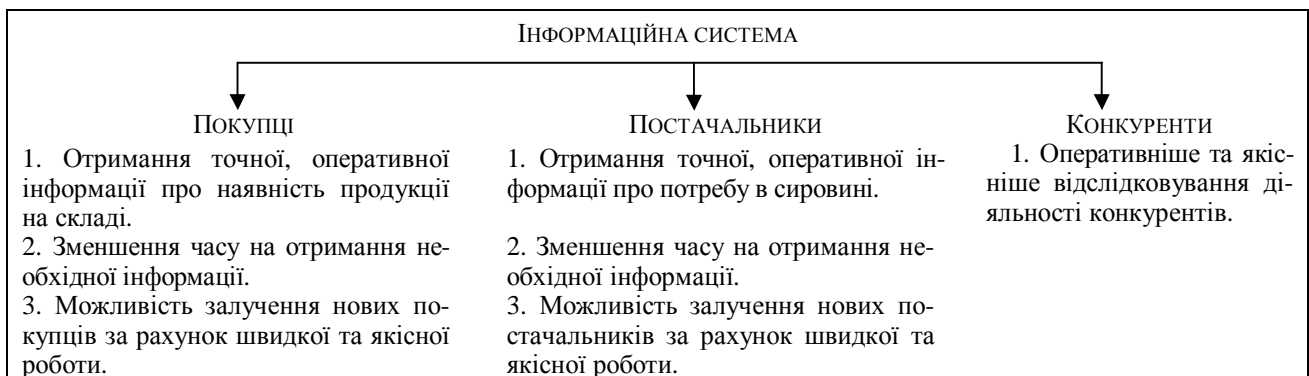 ІНФОРМАЦІЙНА СИСТЕМА
ПОКУПЦІ
1. Отримання точної, оперативної
інформації про наявність продукції
на складі.
2. Зменшення часу на отримання не-
обхідної інформації.
3. Можливість залучення нових по-
купців за рахунок швидкої та якісної
роботи.
ПОСТАЧАЛЬНИКИ
1. Отримання точної, оперативної ін-
формації про потребу в сировині.
2. Зменшення часу на отримання не-
обхідної інформації.
3. Можливість залучення нових по-
стачальників за рахунок швидкої та
якісної роботи.
КОНКУРЕНТИ
1. Оперативніше та якіс-
ніше відслідковування ді-
яльності конкурентів.